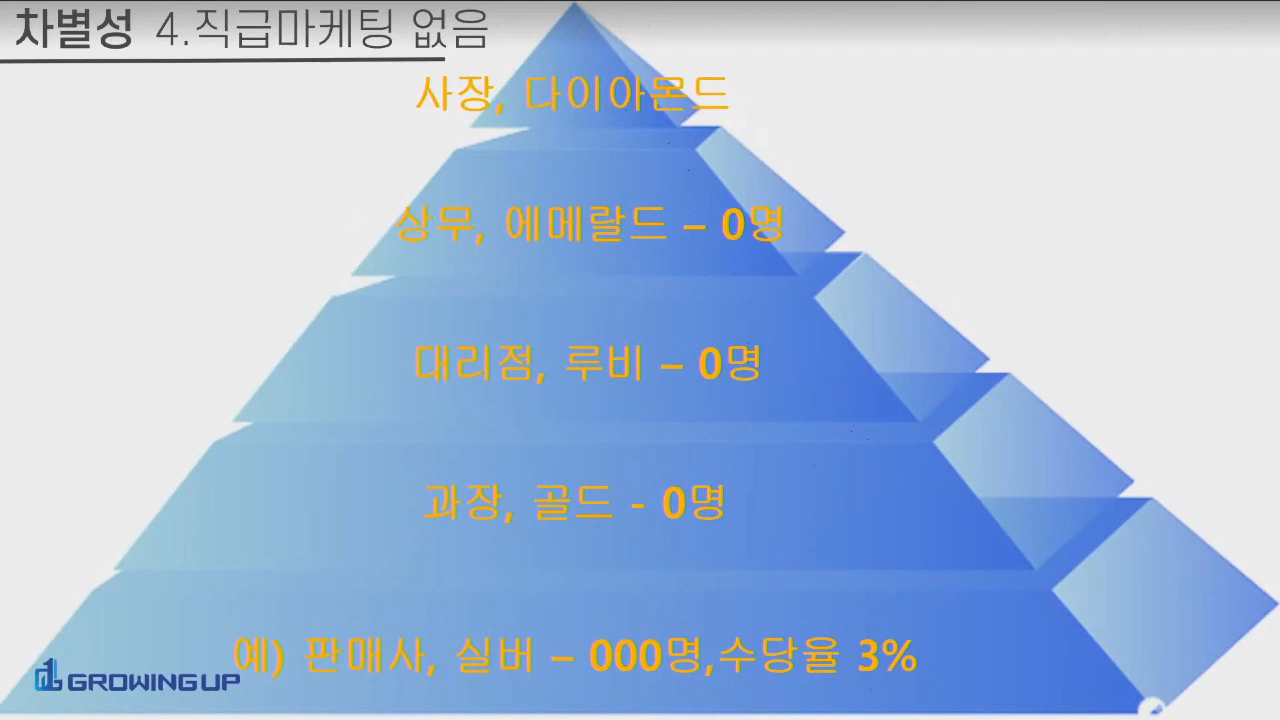 차별성 4.직급마케팅 없음
사장, 다이아몬드
상무, 에메랄드 – 0명
대리점, 루비 – 0명
과장, 골드 - 0명
예) 판매사, 실버 – 000명,수당율 3%
GROWING UP